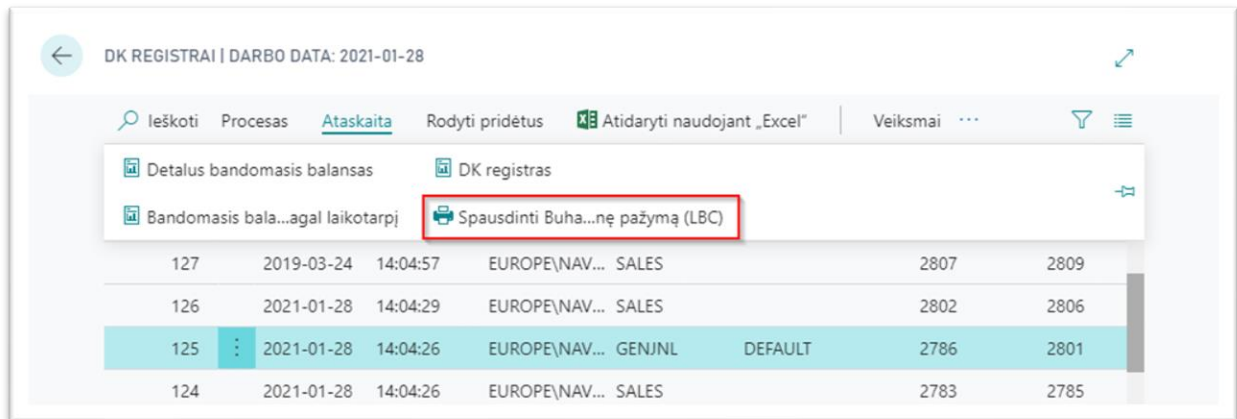 DK REGISTRAI | DARBO DATA: 2021-01-28
Ieškoti Procesas Ataskaita Rodyti pridėtus Atidaryti naudojant „Excel“ Veiksmai ...
Detalus bandomasis balansas DK registras
Bandomasis bala...agal laikotarpį Spausdinti Buha...nę pažymą (LBC)
127 2019-03-24 14:04:57 EUROPE\NAV... SALES 2807 2809
126 2021-01-28 14:04:29 EUROPE\NAV... SALES 2802 2806
125 2021-01-28 14:04:26 EUROPE\NAV... GENJNL DEFAULT 2786 2801
124 2021-01-28 14:04:26 EUROPE\NAV... SALES 2783 2785